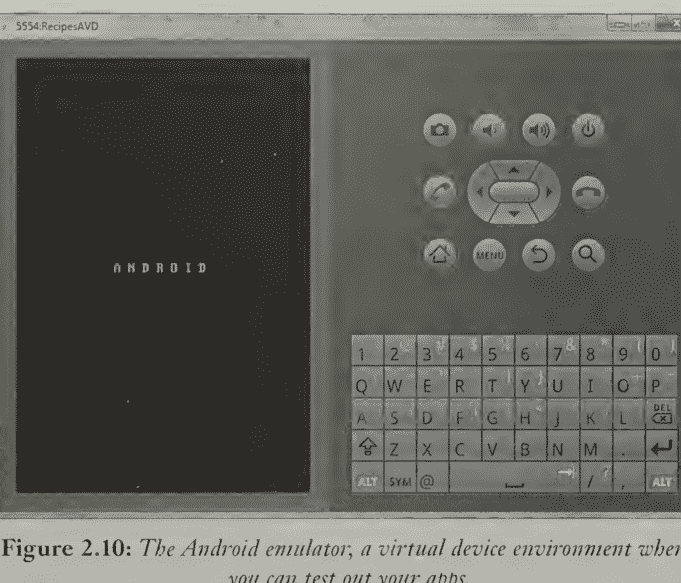 5554:RecipesAVD
ANDROID
MENU
1 2 3 4 5 6 7 & 8 * 9 ( 0 )
Q W E R T Y U I O P
A S D F G H J K L DEL
Z X C V B N M .
ALT SYM @ / ? , ALT
Figure 2.10: The Android emulator, a virtual device environment wher
you can test out your apps